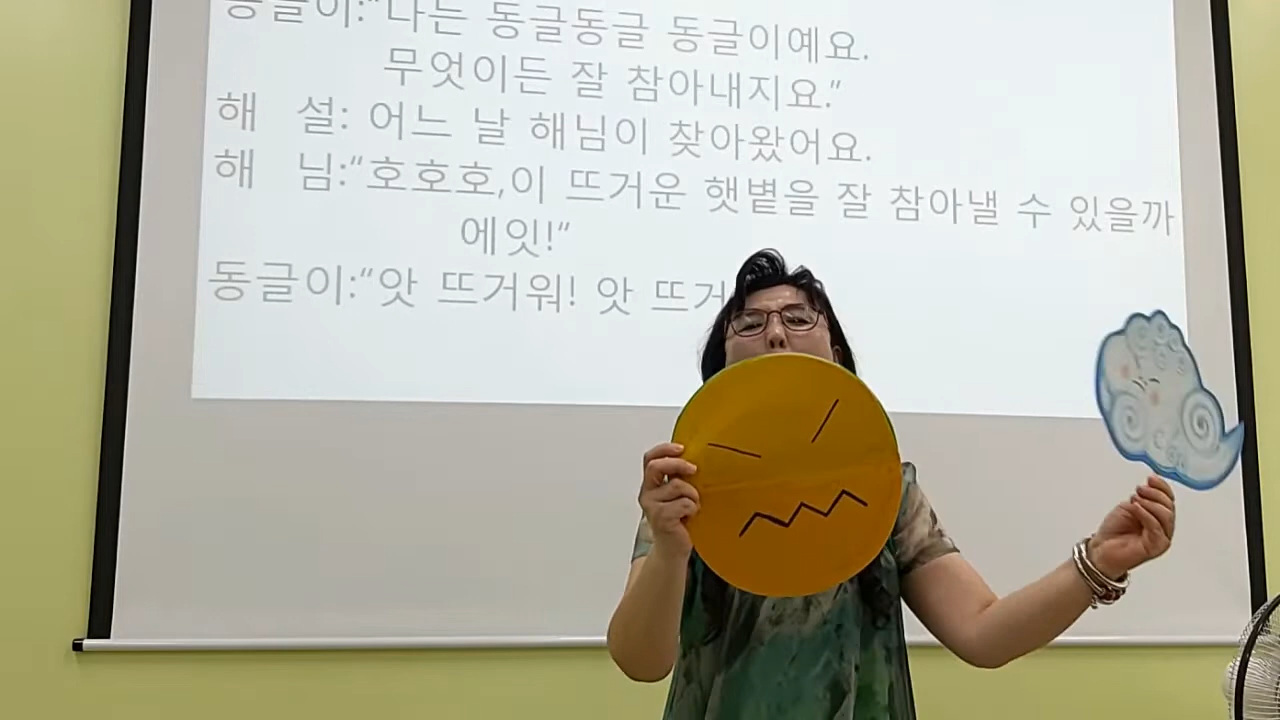 동글이:“나는 동글동글 동글이예요.
무엇이든 잘 참아내지요.”
해 설: 어느 날 해님이 찾아왔어요.
해 님:“호호호,이 뜨거운 햇볕을 잘 참아낼 수 있을까
에잇!”
동글이:“앗 뜨거워! 앗 뜨거